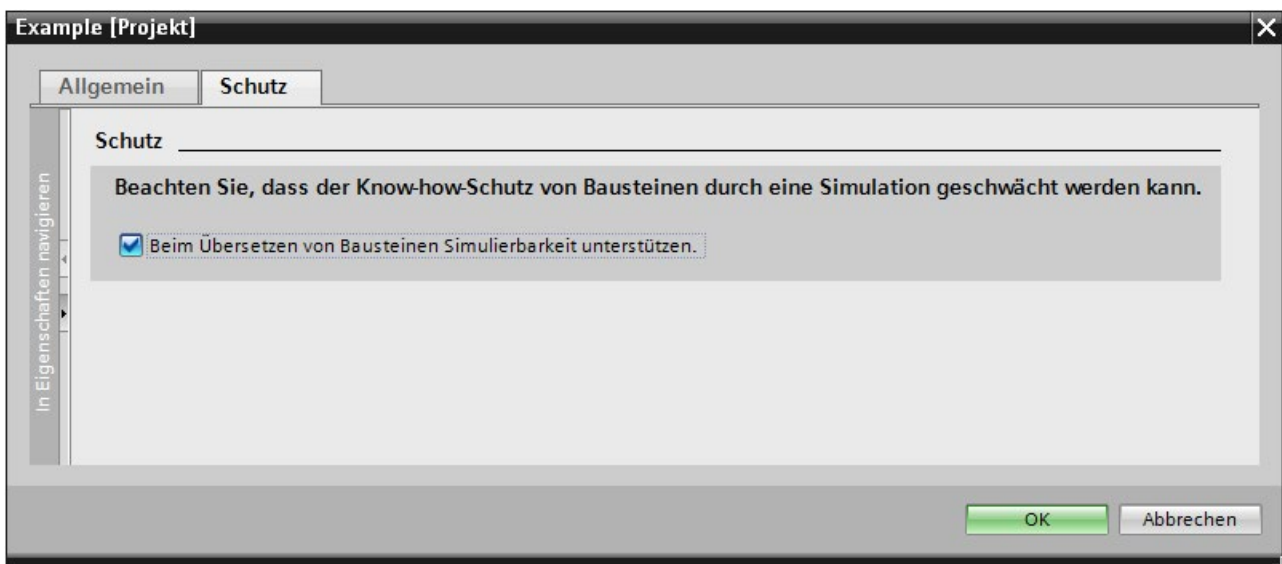 Example [Projekt]
Allgemein
Schutz
In Eigenschaften navigieren
Schutz
Beachten Sie, dass der Know-how-Schutz von Bausteinen durch eine Simulation geschwächt werden kann.
Beim Übersetzen von Bausteinen Simulierbarkeit unterstützen.
OK
Abbrechen